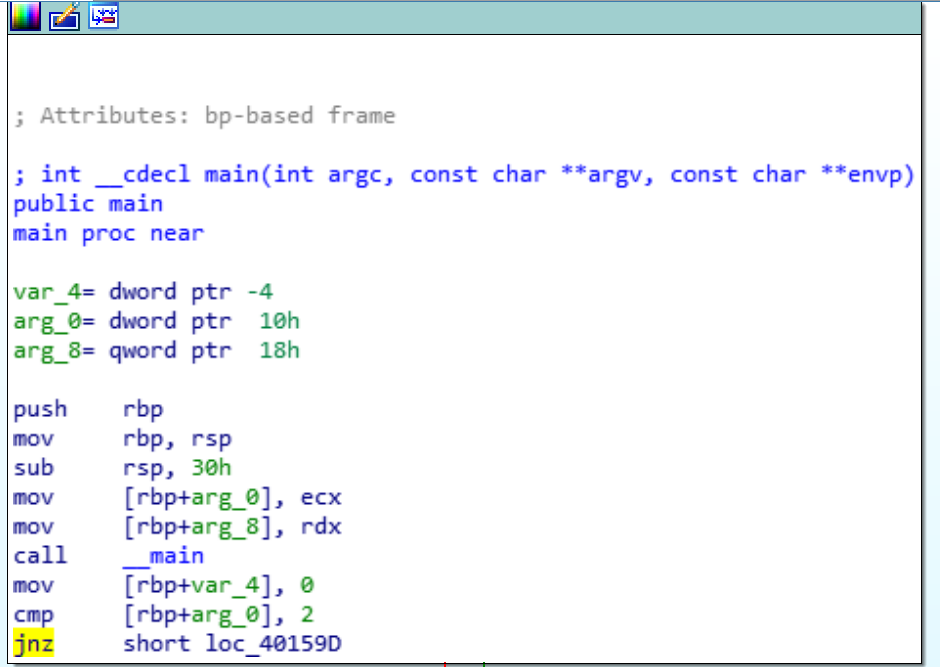 ; Attributes: bp-based frame
; int __cdecl main(int argc, const char **argv, const char **envp)
public main
main proc near
var_4= dword ptr -4
arg_0= dword ptr  10h
arg_8= qword ptr  18h
push    rbp
mov     rbp, rsp
sub     rsp, 30h
mov     [rbp+arg_0], ecx
mov     [rbp+arg_8], rdx
call    __main
mov     [rbp+var_4], 0
cmp     [rbp+arg_0], 2
jnz     short loc_40159D